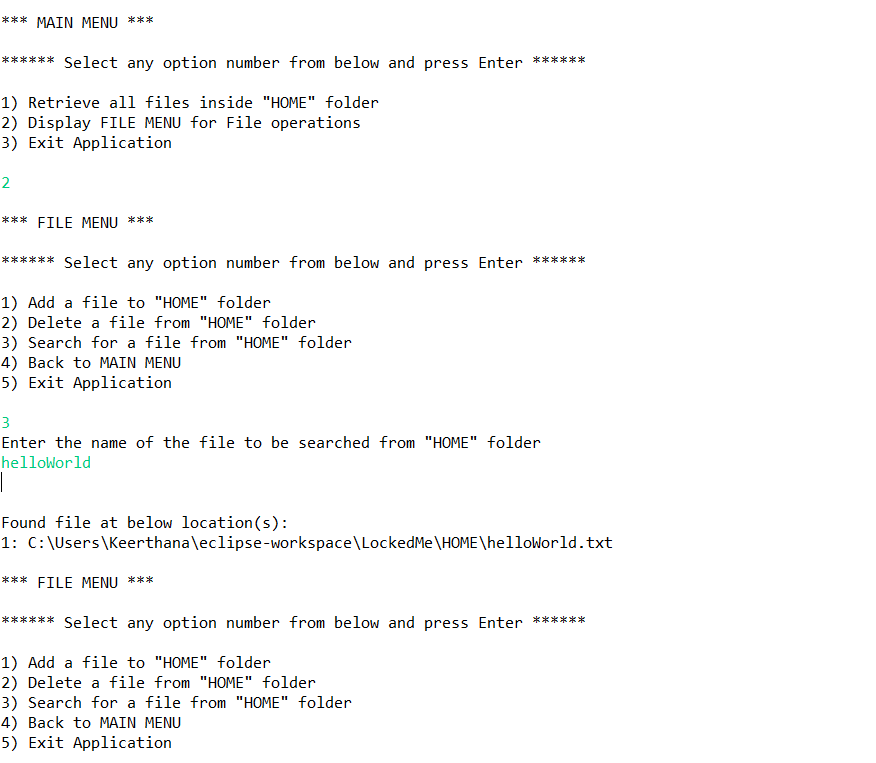 *** MAIN MENU ***
****** Select any option number from below and press Enter ******
1) Retrieve all files inside "HOME" folder
2) Display FILE MENU for File operations
3) Exit Application
2
*** FILE MENU ***
****** Select any option number from below and press Enter ******
1) Add a file to "HOME" folder
2) Delete a file from "HOME" folder
3) Search for a file from "HOME" folder
4) Back to MAIN MENU
5) Exit Application
3
Enter the name of the file to be searched from "HOME" folder
helloWorld
Found file at below location(s):
1: C:\Users\Keerthana\eclipse-workspace\LockedMe\HOME\helloWorld.txt
*** FILE MENU ***
****** Select any option number from below and press Enter ******
1) Add a file to "HOME" folder
2) Delete a file from "HOME" folder
3) Search for a file from "HOME" folder
4) Back to MAIN MENU
5) Exit Application